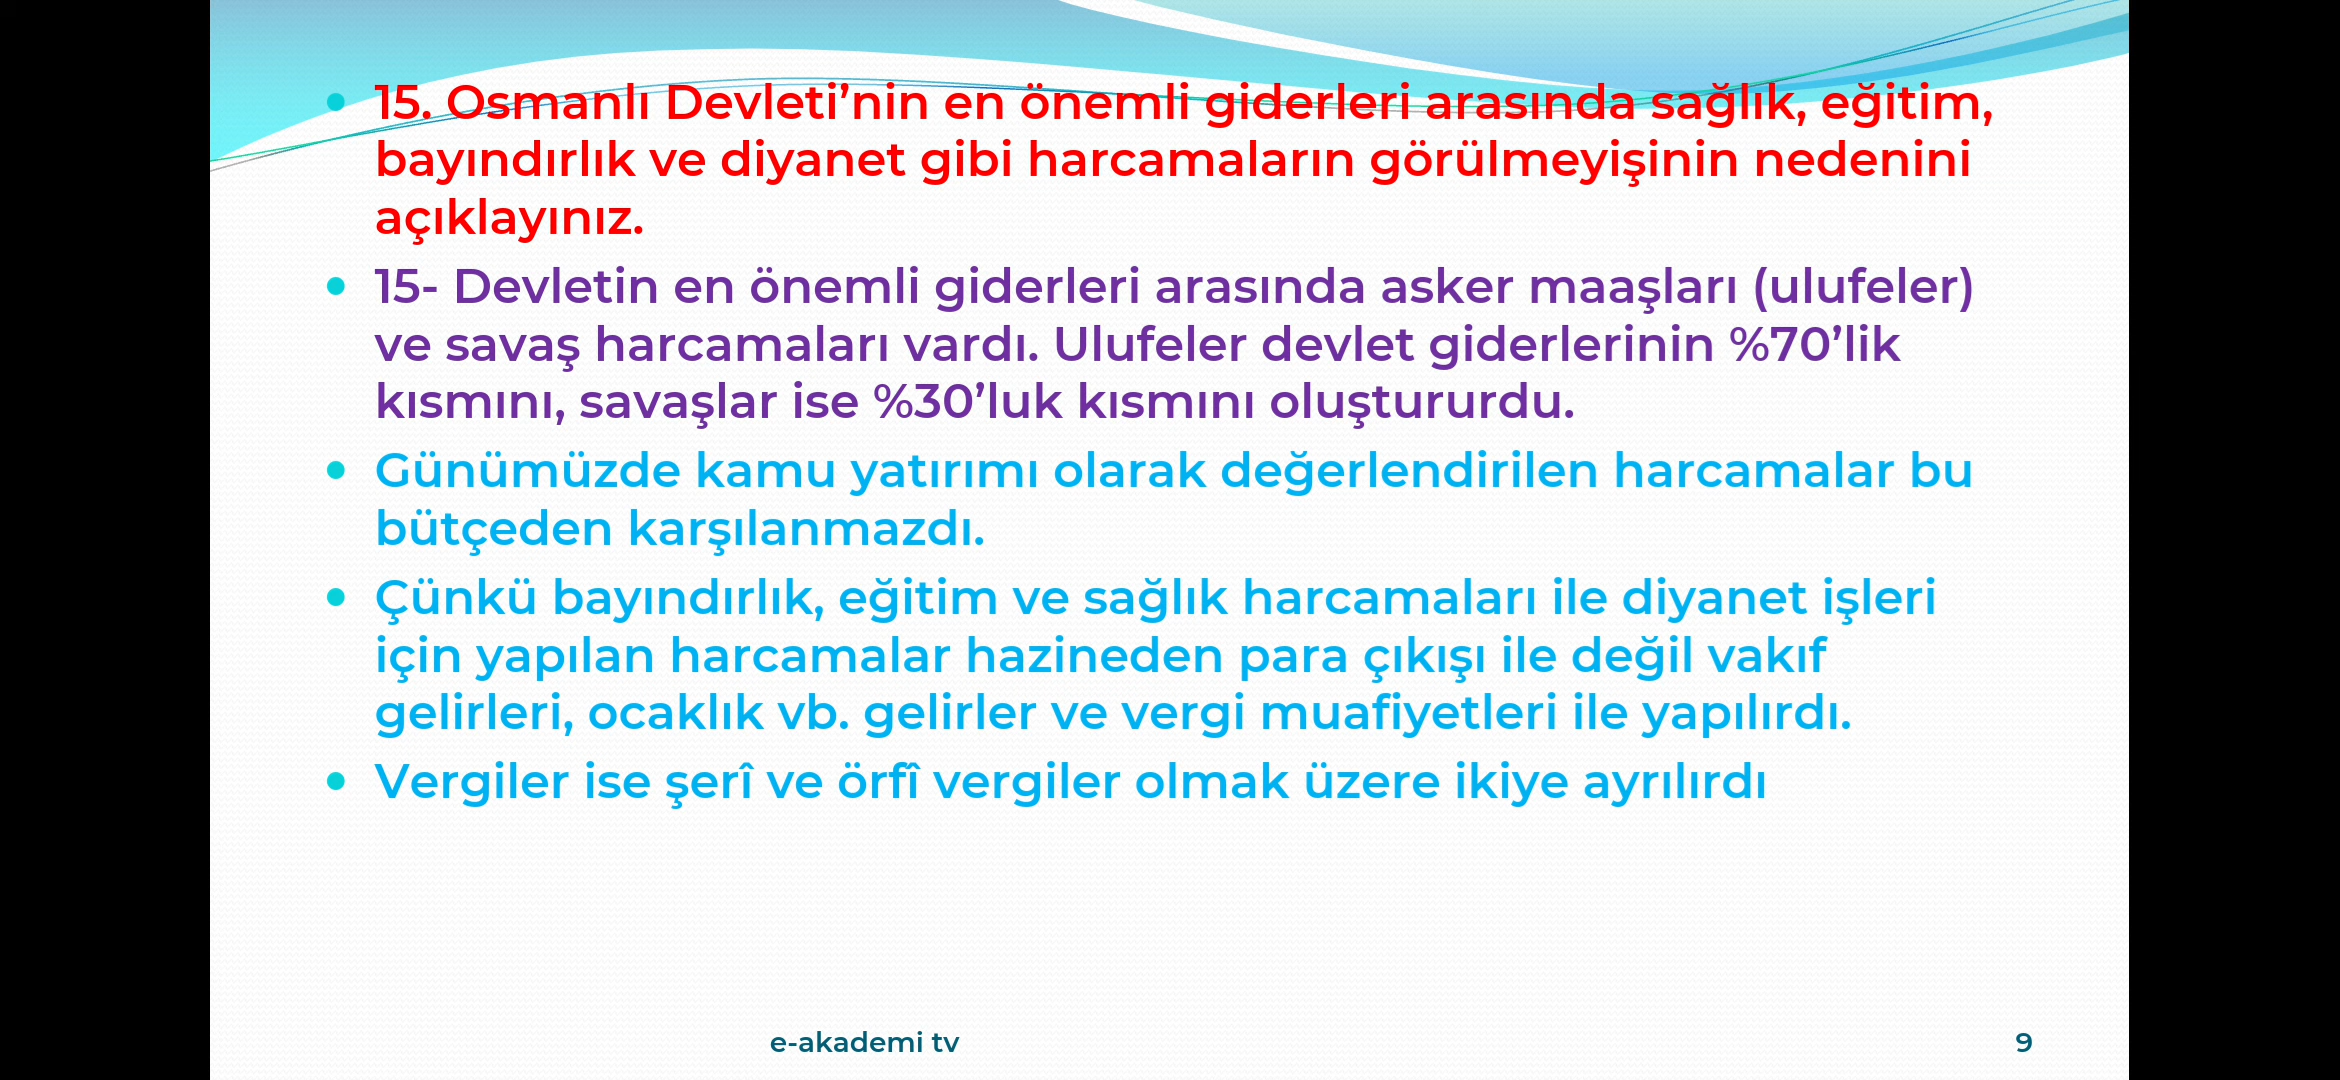 15. Osmanlı Devleti’nin en önemli giderleri arasında sağlık, eğitim,
bayındırlık ve diyanet gibi harcamaların görülmeyişinin nedenini
açıklayınız.
15- Devletin en önemli giderleri arasında asker maaşları (ulufeler)
ve savaş harcamaları vardı. Ulufeler devlet giderlerinin %70’lik
kısmını, savaşlar ise %30’luk kısmını oluştururdu.
Günümüzde kamu yatırımı olarak değerlendirilen harcamalar bu
bütçeden karşılanmazdı.
Çünkü bayındırlık, eğitim ve sağlık harcamaları ile diyanet işleri
için yapılan harcamalar hazineden para çıkışı ile değil vakıf
gelirleri, ocaklık vb. gelirler ve vergi muafiyetleri ile yapılırdı.
Vergiler ise şerî ve örfî vergiler olmak üzere ikiye ayrılırdı
e-akademi tv
9